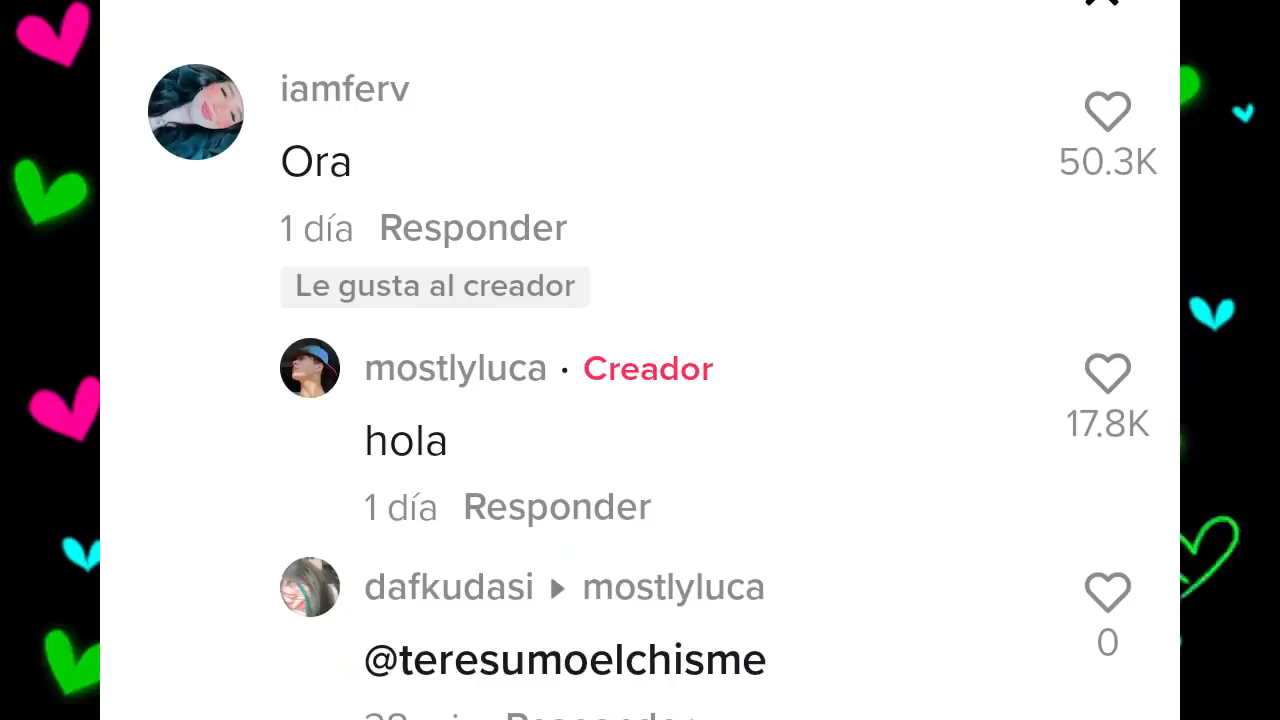 iamferv
Ora
50.3K
1 día Responder
Le gusta al creador
mostlyluca · Creador
hola
17.8K
1 día Responder
dafkudasi ▸ mostlyluca
@teresumoelchisme
0
Responder